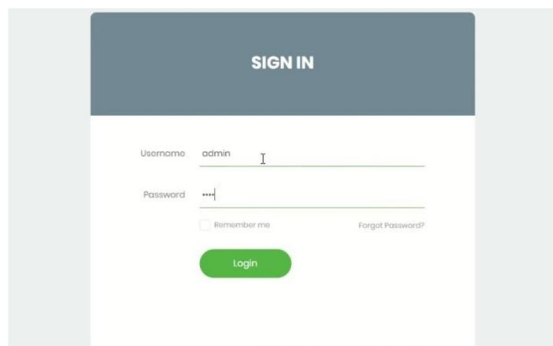 SIGN IN
Username admin
Password ••••
Remember me Forgot Password?
Login